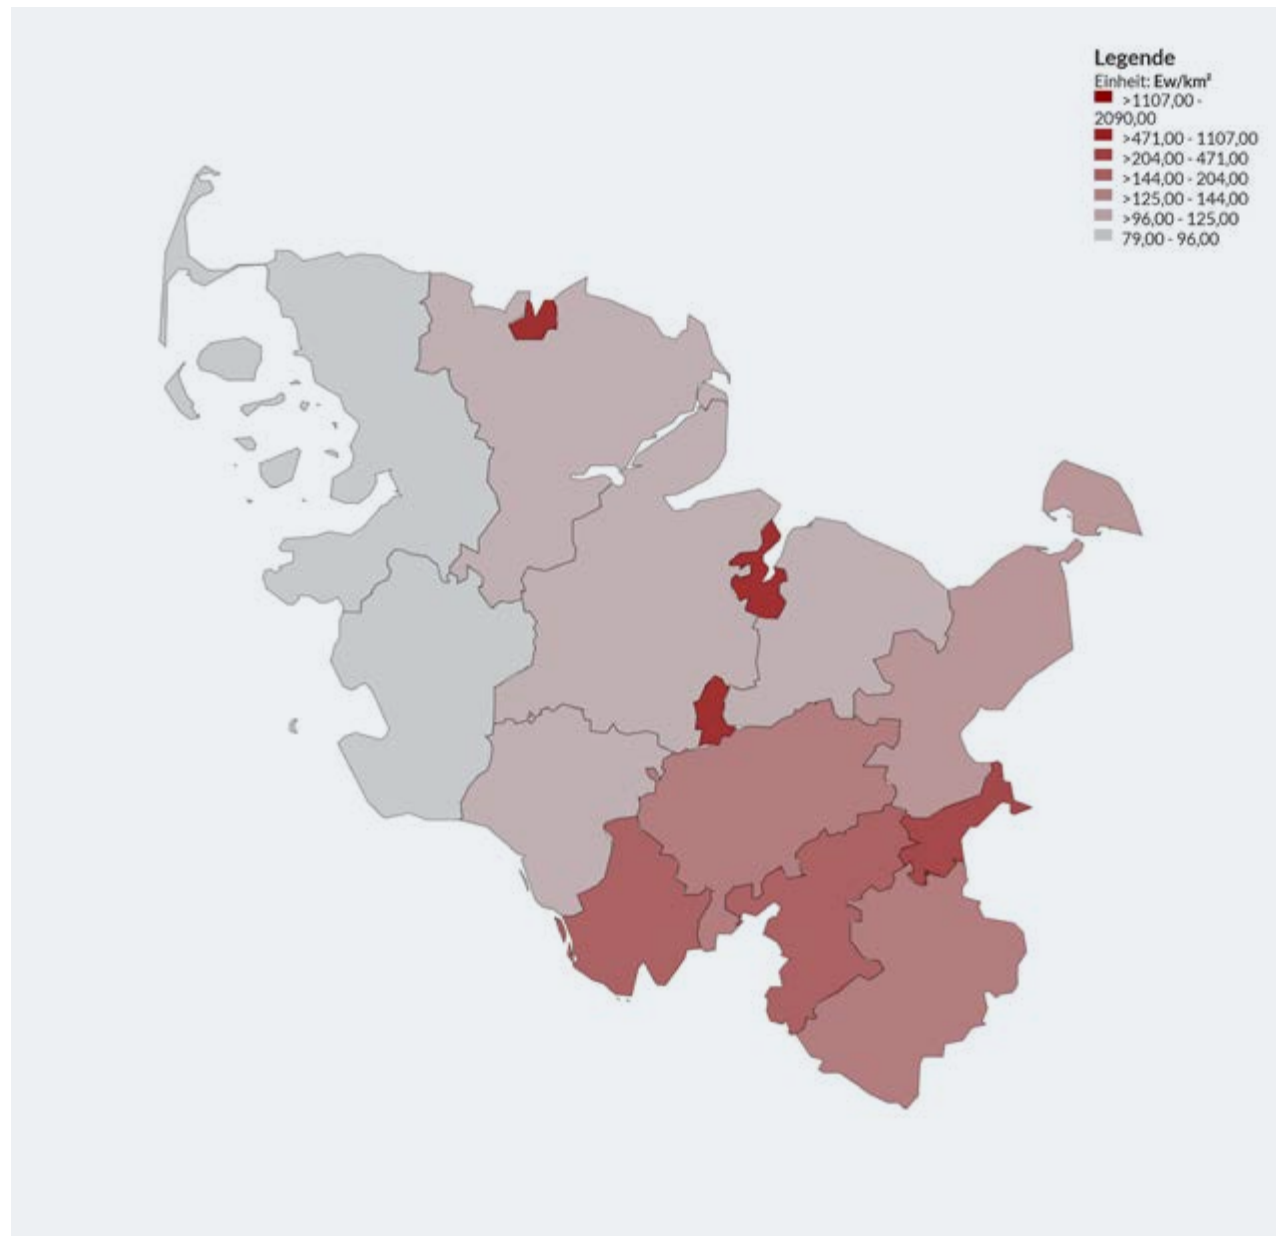 Legende
Einheit: Ew/km²
>1107,00 -
2090,00
>471,00 - 1107,00
>204,00 - 471,00
>144,00 - 204,00
>125,00 - 144,00
>96,00 - 125,00
79,00 - 96,00